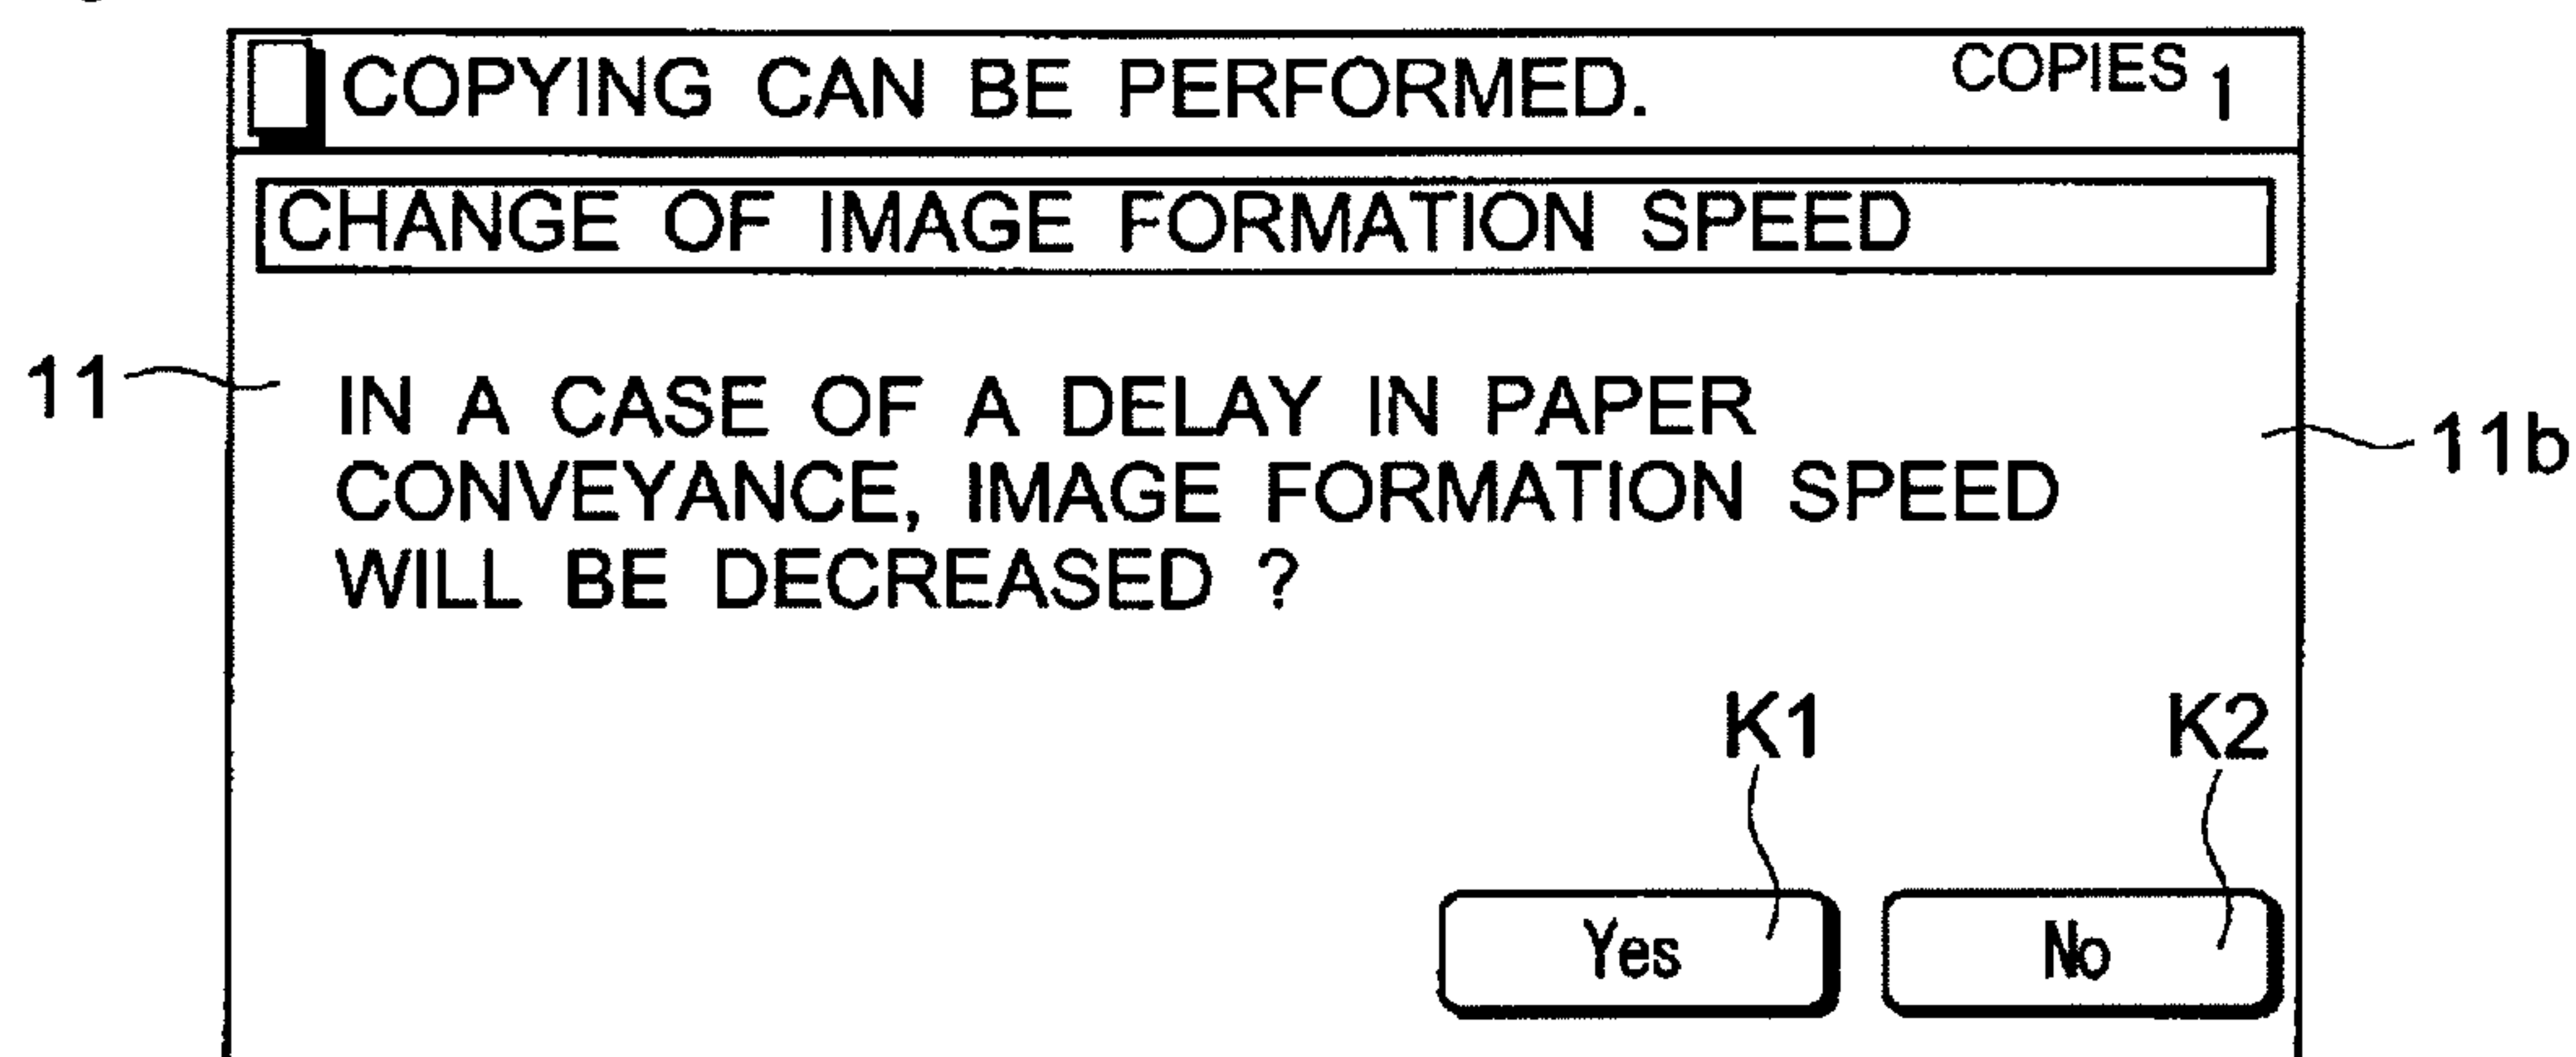 COPYING CAN BE PERFORMED. COPIES 1
CHANGE OF IMAGE FORMATION SPEED
11
IN A CASE OF A DELAY IN PAPER
11b
CONVEYANCE, IMAGE FORMATION SPEED
WILL BE DECREASED ?
K1 K2
Yes No